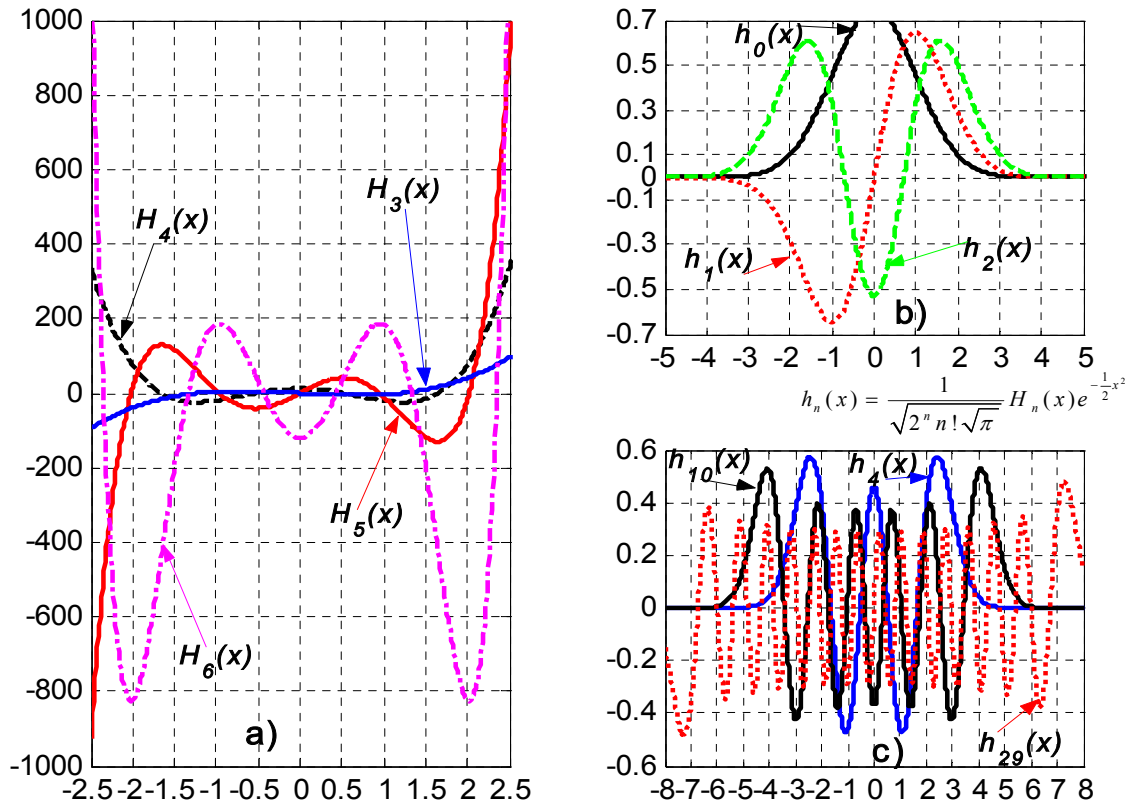 1000
800
600
400
200
0
-200
-400
-600
-800
-1000
-2.5 -2 -1.5 -1 -0.5 0 0.5 1 1.5 2 2.5
H4(x)
H3(x)
H5(x)
H6(x)
a)
0.7
0.5
0.3
0.1
0
-0.1
-0.3
-0.5
-0.7
-5 -4 -3 -2 -1 0 1 2 3 4 5
h0(x)
h1(x)
h2(x)
b)
hn(x) = 1/√(2^n n! √π) Hn(x) e^(-1/2 x²)
0.6
0.4
0.2
0
-0.2
-0.4
-0.6
-8 -7 -6 -5 -4 -3 -2 -1 0 1 2 3 4 5 6 7 8
h10(x)
h4(x)
h29(x)
c)